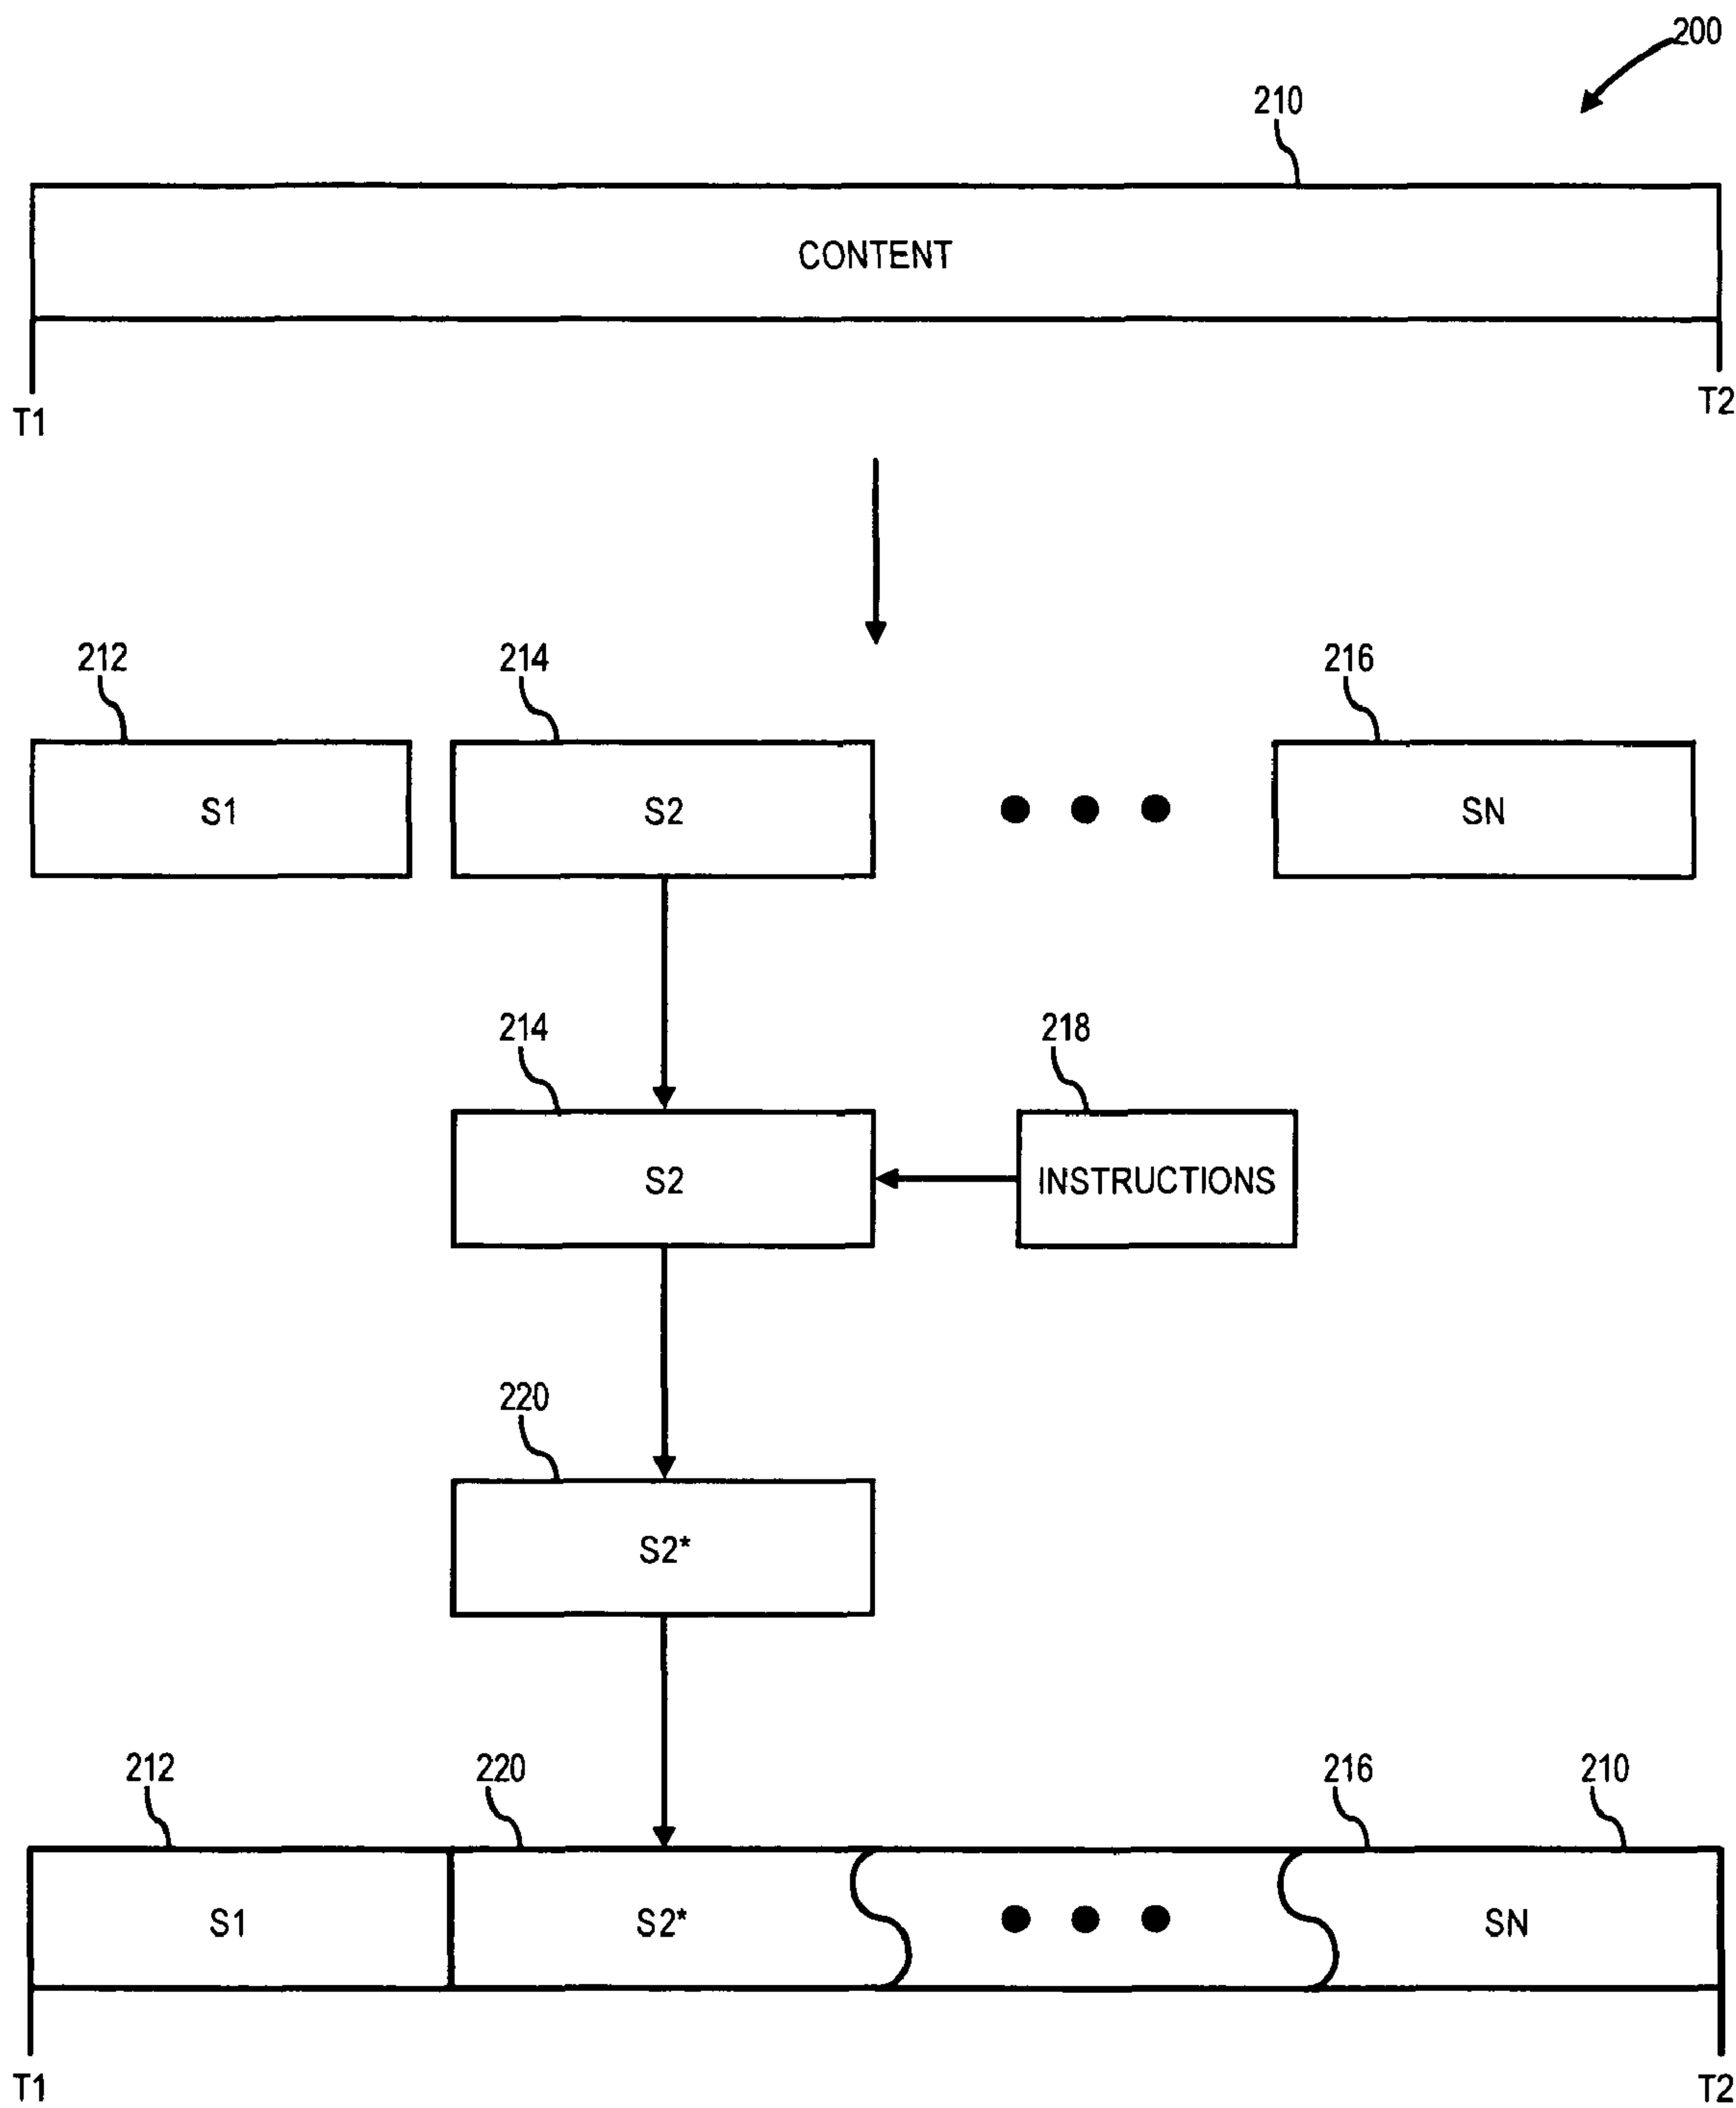 200
210
CONTENT
T1
T2
212
214
216
S1
S2
SN
214
218
S2
INSTRUCTIONS
220
S2*
212
220
216
210
S1
S2*
SN
T1
T2